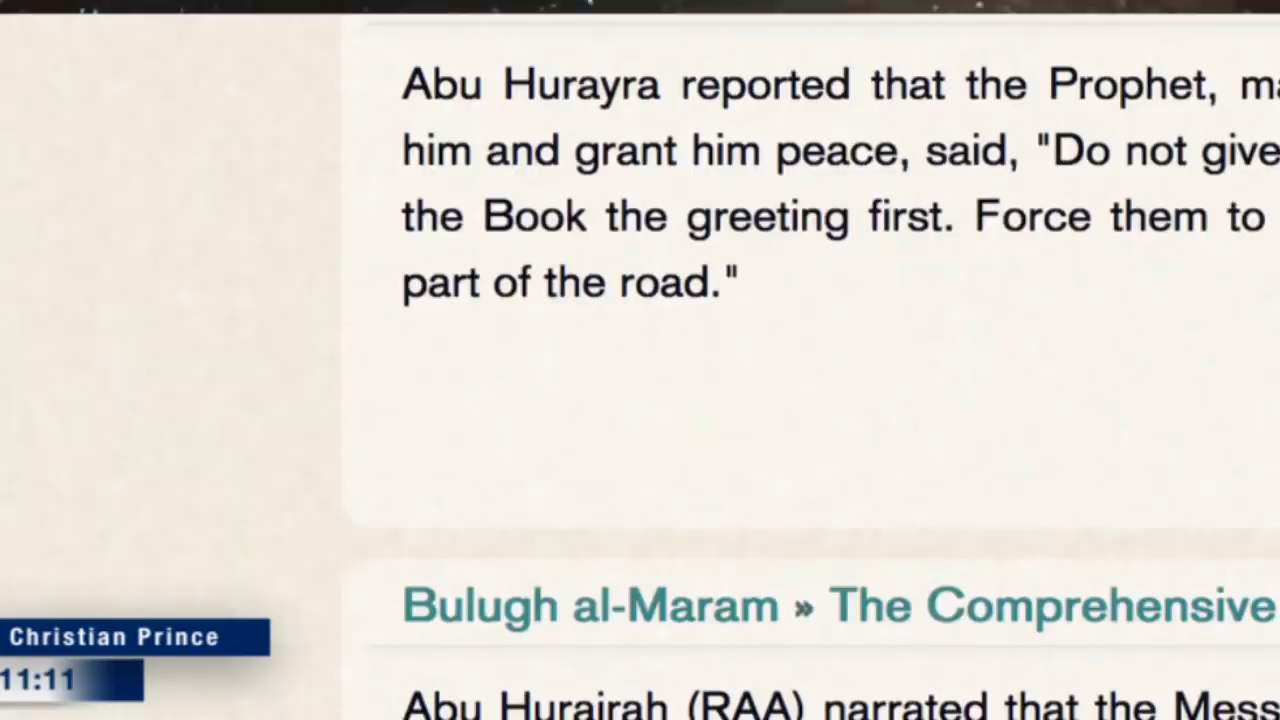 Abu Hurayra reported that the Prophet,
him and grant him peace, said, "Do not give
the Book the greeting first. Force them to
part of the road."
Bulugh al-Maram » The Comprehensive
Christian Prince
11:11
Abu Hurairah (RAA) narrated that the